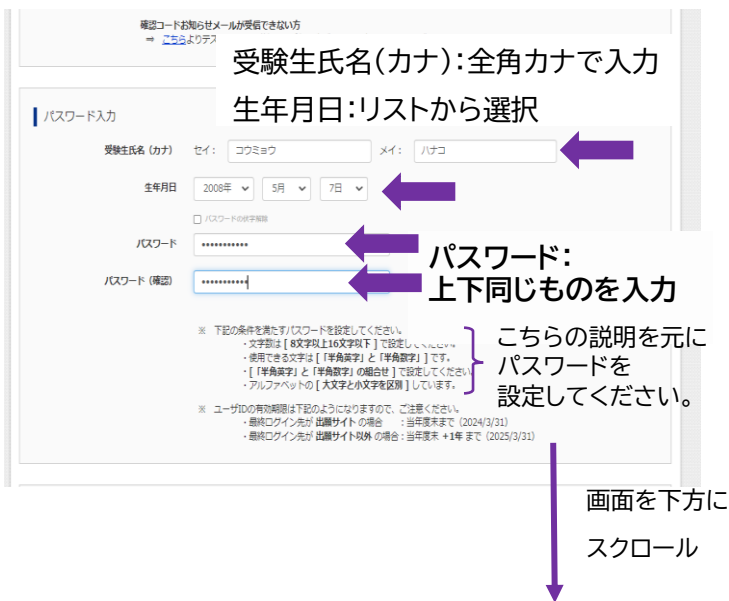 確認コードお知らせメールが受信できない方
⇒ こちらよりテス
受験生氏名(カナ):全角カナで入力
生年月日:リストから選択
パスワード入力
受験生氏名(カナ) セイ: コウミョウ メイ: ハナコ
生年月日 2008年 5月 7日
パスワードの伏字解除
パスワード •••••••••••
パスワード(確認) •••••••••••
パスワード:
上下同じものを入力
※ 下記の条件を満たすパスワードを設定してください。
・文字数は [ 8文字以上16文字以下 ] で設定してください。
・使用できる文字は [「半角英字」と「半角数字」] です。
・[「半角英字」と「半角数字」の組合せ ] で設定してください
・アルファベットの [ 大文字と小文字を区別 ] しています。
こちらの説明を元に
パスワードを
設定してください。
※ ユーザIDの有効期限は下記のようになりますので、ご注意ください。
・最終ログイン先が 出願サイト の場合 :当年度末まで (2024/3/31)
・最終ログイン先が 出願サイト以外 の場合:当年度末 +1年 まで (2025/3/31)
画面を下方に
スクロール